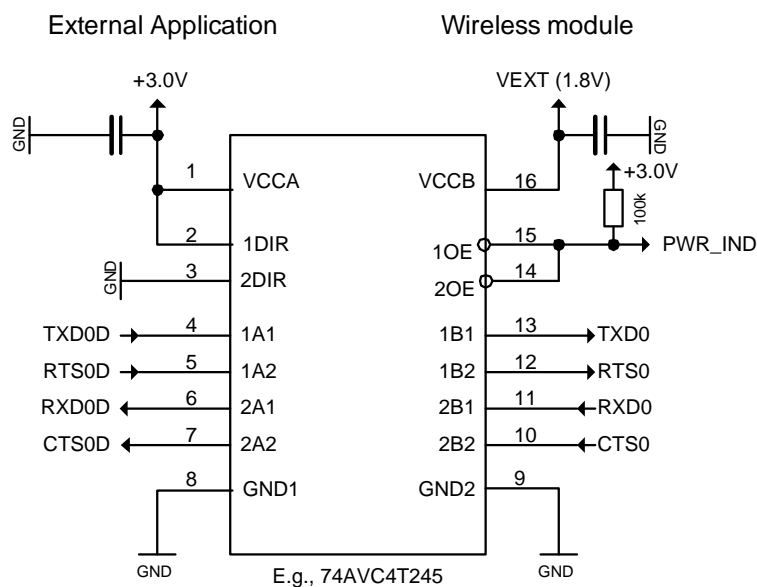 External Application
Wireless module
+3.0V
VEXT (1.8V)
GND
GND
+3.0V
100k
1
VCCA
VCCB
16
2
1DIR
1OE
15
PWR_IND
GND
3
2DIR
2OE
14
TXD0D
4
1A1
1B1
13
TXD0
RTS0D
5
1A2
1B2
12
RTS0
RXD0D
6
2A1
2B1
11
RXD0
CTS0D
7
2A2
2B2
10
CTS0
8
GND1
GND2
9
GND
GND
E.g., 74AVC4T245